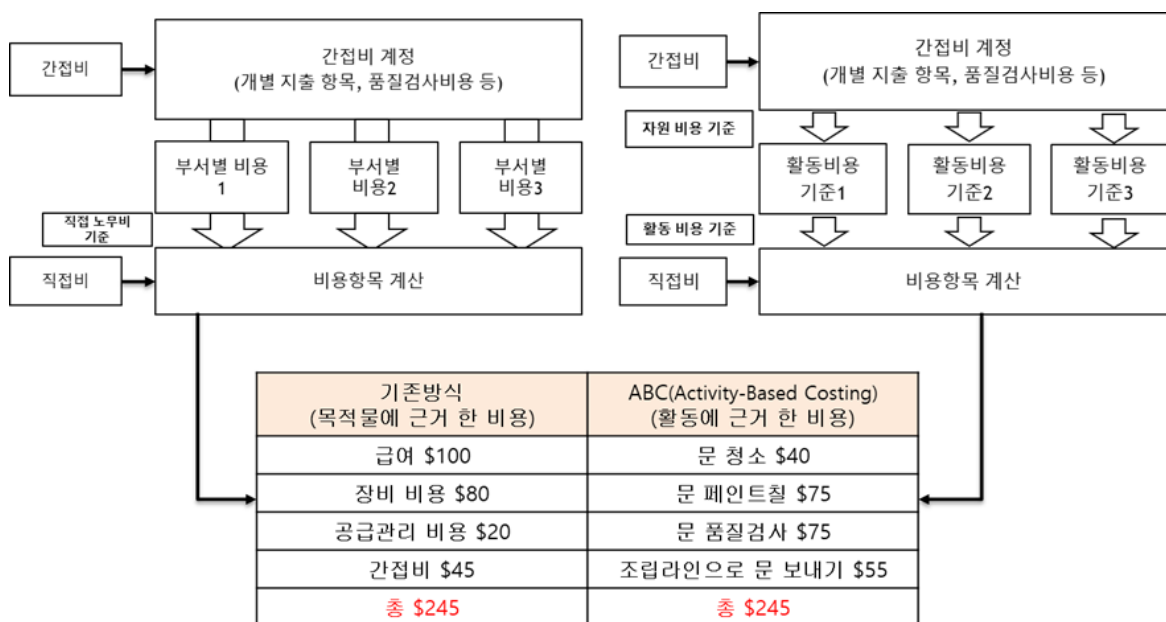 간접비
간접비 계정
(개별 지출 항목, 품질검사비용 등)
부서별 비용
1
부서별
비용2
부서별
비용3
직접 노무비
기준
직접비
비용항목 계산
간접비
간접비 계정
(개별 지출 항목, 품질검사비용 등)
자원 비용 기준
활동비용
기준1
활동비용
기준2
활동비용
기준3
활동 비용 기준
직접비
비용항목 계산
기존방식
(목적물에 근거 한 비용)
ABC(Activity-Based Costing)
(활동에 근거 한 비용)
급여 $100
문 청소 $40
장비 비용 $80
문 페인트칠 $75
공급관리 비용 $20
문 품질검사 $75
간접비 $45
조립라인으로 문 보내기 $55
총 $245
총 $245